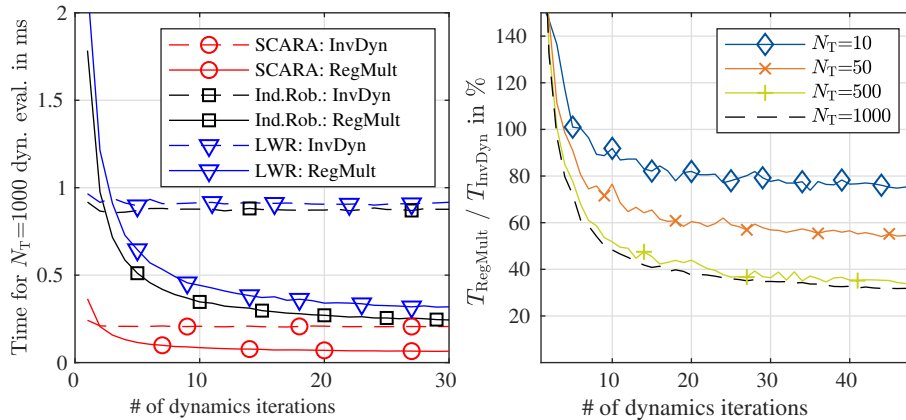 Time for N_T=1000 dyn. eval. in ms
2
1.5
1
0.5
0
0 10 20 30
# of dynamics iterations
SCARA: InvDyn
SCARA: RegMult
Ind.Rob.: InvDyn
Ind.Rob.: RegMult
LWR: InvDyn
LWR: RegMult
T_RegMult / T_InvDyn in %
140
120
100
80
60
40
20
10 20 30 40
# of dynamics iterations
N_T=10
N_T=50
N_T=500
N_T=1000